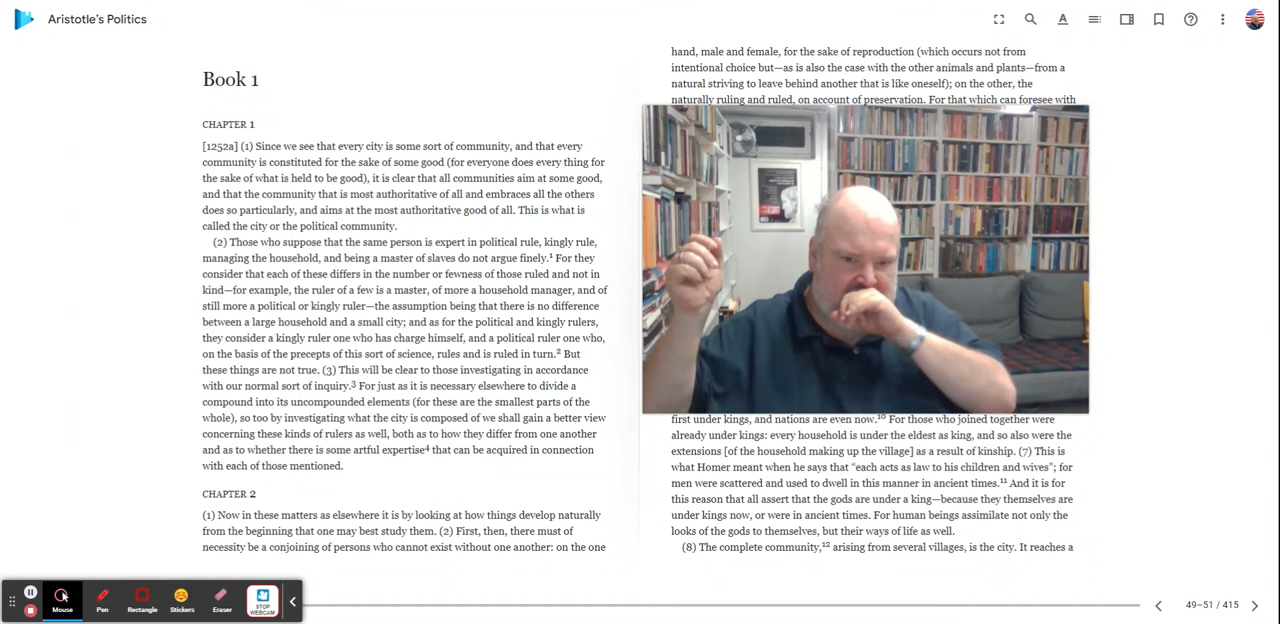 Aristotle's Politics
Book 1
CHAPTER 1
[1252a] (1) Since we see that every city is some sort of community, and that every
community is constituted for the sake of some good (for everyone does every thing for
the sake of what is held to be good), it is clear that all communities aim at some good,
and that the community that is most authoritative of all and embraces all the others
does so particularly, and aims at the most authoritative good of all. This is what is
called the city or the political community.
(2) Those who suppose that the same person is expert in political rule, kingly rule,
managing the household, and being a master of slaves do not argue finely.¹ For they
consider that each of these differs in the number or fewness of those ruled and not in
kind—for example, the ruler of a few is a master, of more a household manager, and of
still more a political or kingly ruler—the assumption being that there is no difference
between a large household and a small city; and as for the political and kingly rulers,
they consider a kingly ruler one who has charge himself, and a political ruler one who,
on the basis of the precepts of this sort of science, rules and is ruled in turn.² But
these things are not true. (3) This will be clear to those investigating in accordance
with our normal sort of inquiry.³ For just as it is necessary elsewhere to divide a
compound into its uncompounded elements (for these are the smallest parts of the
whole), so too by investigating what the city is composed of we shall gain a better view
concerning these kinds of rulers as well, both as to how they differ from one another
and as to whether there is some artful expertise⁴ that can be acquired in connection
with each of those mentioned.
CHAPTER 2
(1) Now in these matters as elsewhere it is by looking at how things develop naturally
from the beginning that one may best study them. (2) First, then, there must of
necessity be a conjoining of persons who cannot exist without one another: on the one
hand, male and female, for the sake of reproduction (which occurs not from
intentional choice but—as is also the case with the other animals and plants—from a
natural striving to leave behind another that is like oneself); on the other, the
naturally ruling and ruled, on account of preservation. For that which can foresee with
first under kings, and nations are even now.¹⁰ For those who joined together were
already under kings: every household is under the eldest as king, and so also were the
extensions [of the household making up the village] as a result of kinship. (7) This is
what Homer meant when he says that "each acts as law to his children and wives"; for
men were scattered and used to dwell in this manner in ancient times.¹¹ And it is for
this reason that all assert that the gods are under a king—because they themselves are
under kings now, or were in ancient times. For human beings assimilate not only the
looks of the gods to themselves, but their ways of life as well.
(8) The complete community,¹² arising from several villages, is the city. It reaches a
Mouse
Pen
Rectangle
Stickers
Eraser
STOP
WEBCAM
49–51 / 415